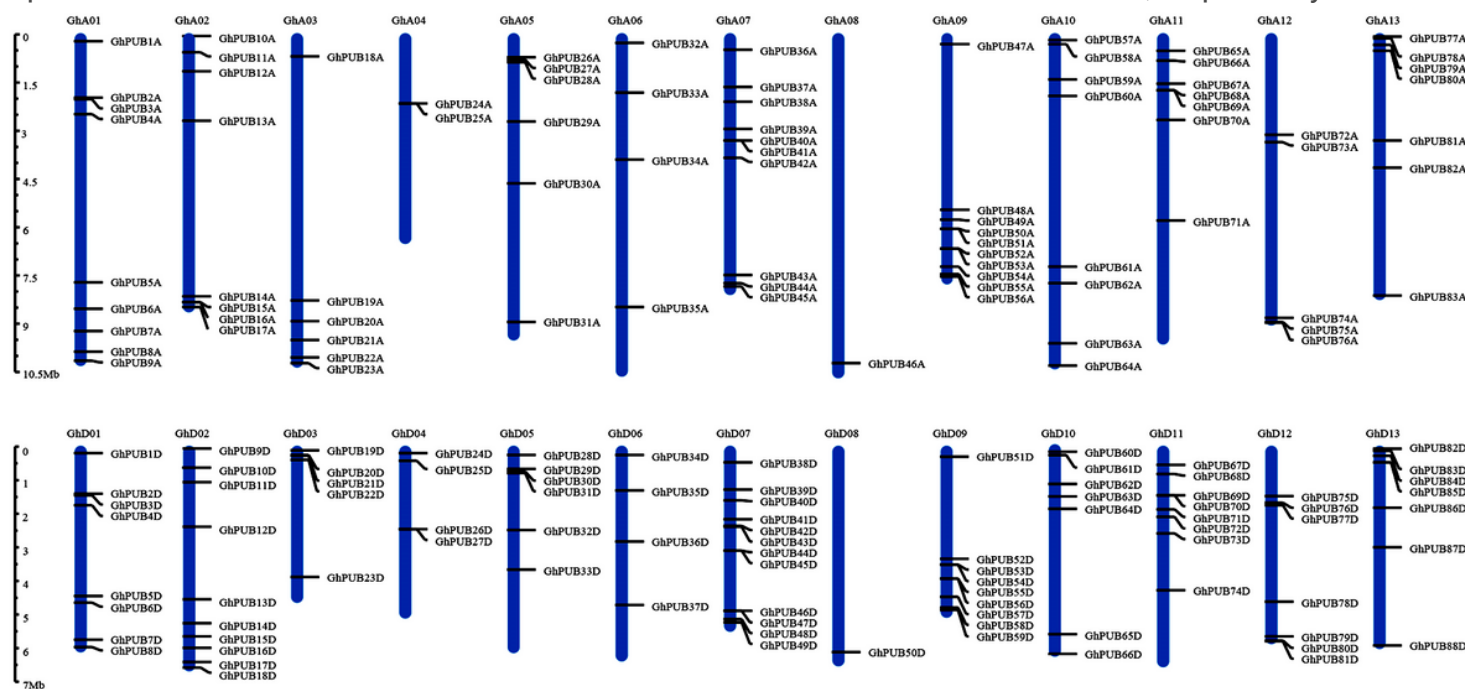 GhA01 GhA02 GhA03 GhA04 GhA05 GhA06 GhA07 GhA08 GhA09 GhA10 GhA11 GhA12 GhA13
0
1.5
3
4.5
6
7.5
9
10.5Mb
GhPUB1A
GhPUB2A
GhPUB3A
GhPUB4A
GhPUB5A
GhPUB6A
GhPUB7A
GhPUB8A
GhPUB9A
GhPUB10A
GhPUB11A
GhPUB12A
GhPUB13A
GhPUB14A
GhPUB15A
GhPUB16A
GhPUB17A
GhPUB18A
GhPUB19A
GhPUB20A
GhPUB21A
GhPUB22A
GhPUB23A
GhPUB24A
GhPUB25A
GhPUB26A
GhPUB27A
GhPUB28A
GhPUB29A
GhPUB30A
GhPUB31A
GhPUB32A
GhPUB33A
GhPUB34A
GhPUB35A
GhPUB36A
GhPUB37A
GhPUB38A
GhPUB39A
GhPUB40A
GhPUB41A
GhPUB42A
GhPUB43A
GhPUB44A
GhPUB45A
GhPUB46A
GhPUB47A
GhPUB48A
GhPUB49A
GhPUB50A
GhPUB51A
GhPUB52A
GhPUB53A
GhPUB54A
GhPUB55A
GhPUB56A
GhPUB57A
GhPUB58A
GhPUB59A
GhPUB60A
GhPUB61A
GhPUB62A
GhPUB63A
GhPUB64A
GhPUB65A
GhPUB66A
GhPUB67A
GhPUB68A
GhPUB69A
GhPUB70A
GhPUB71A
GhPUB72A
GhPUB73A
GhPUB74A
GhPUB75A
GhPUB76A
GhPUB77A
GhPUB78A
GhPUB79A
GhPUB80A
GhPUB81A
GhPUB82A
GhPUB83A
GhD01 GhD02 GhD03 GhD04 GhD05 GhD06 GhD07 GhD08 GhD09 GhD10 GhD11 GhD12 GhD13
0
1
2
3
4
5
6
7Mb
GhPUB1D
GhPUB2D
GhPUB3D
GhPUB4D
GhPUB5D
GhPUB6D
GhPUB7D
GhPUB8D
GhPUB9D
GhPUB10D
GhPUB11D
GhPUB12D
GhPUB13D
GhPUB14D
GhPUB15D
GhPUB16D
GhPUB17D
GhPUB18D
GhPUB19D
GhPUB20D
GhPUB21D
GhPUB22D
GhPUB23D
GhPUB24D
GhPUB25D
GhPUB26D
GhPUB27D
GhPUB28D
GhPUB29D
GhPUB30D
GhPUB31D
GhPUB32D
GhPUB33D
GhPUB34D
GhPUB35D
GhPUB36D
GhPUB37D
GhPUB38D
GhPUB39D
GhPUB40D
GhPUB41D
GhPUB42D
GhPUB43D
GhPUB44D
GhPUB45D
GhPUB46D
GhPUB47D
GhPUB48D
GhPUB49D
GhPUB50D
GhPUB51D
GhPUB52D
GhPUB53D
GhPUB54D
GhPUB55D
GhPUB56D
GhPUB57D
GhPUB58D
GhPUB59D
GhPUB60D
GhPUB61D
GhPUB62D
GhPUB63D
GhPUB64D
GhPUB65D
GhPUB66D
GhPUB67D
GhPUB68D
GhPUB69D
GhPUB70D
GhPUB71D
GhPUB72D
GhPUB73D
GhPUB74D
GhPUB75D
GhPUB76D
GhPUB77D
GhPUB78D
GhPUB79D
GhPUB80D
GhPUB81D
GhPUB82D
GhPUB83D
GhPUB84D
GhPUB85D
GhPUB86D
GhPUB87D
GhPUB88D